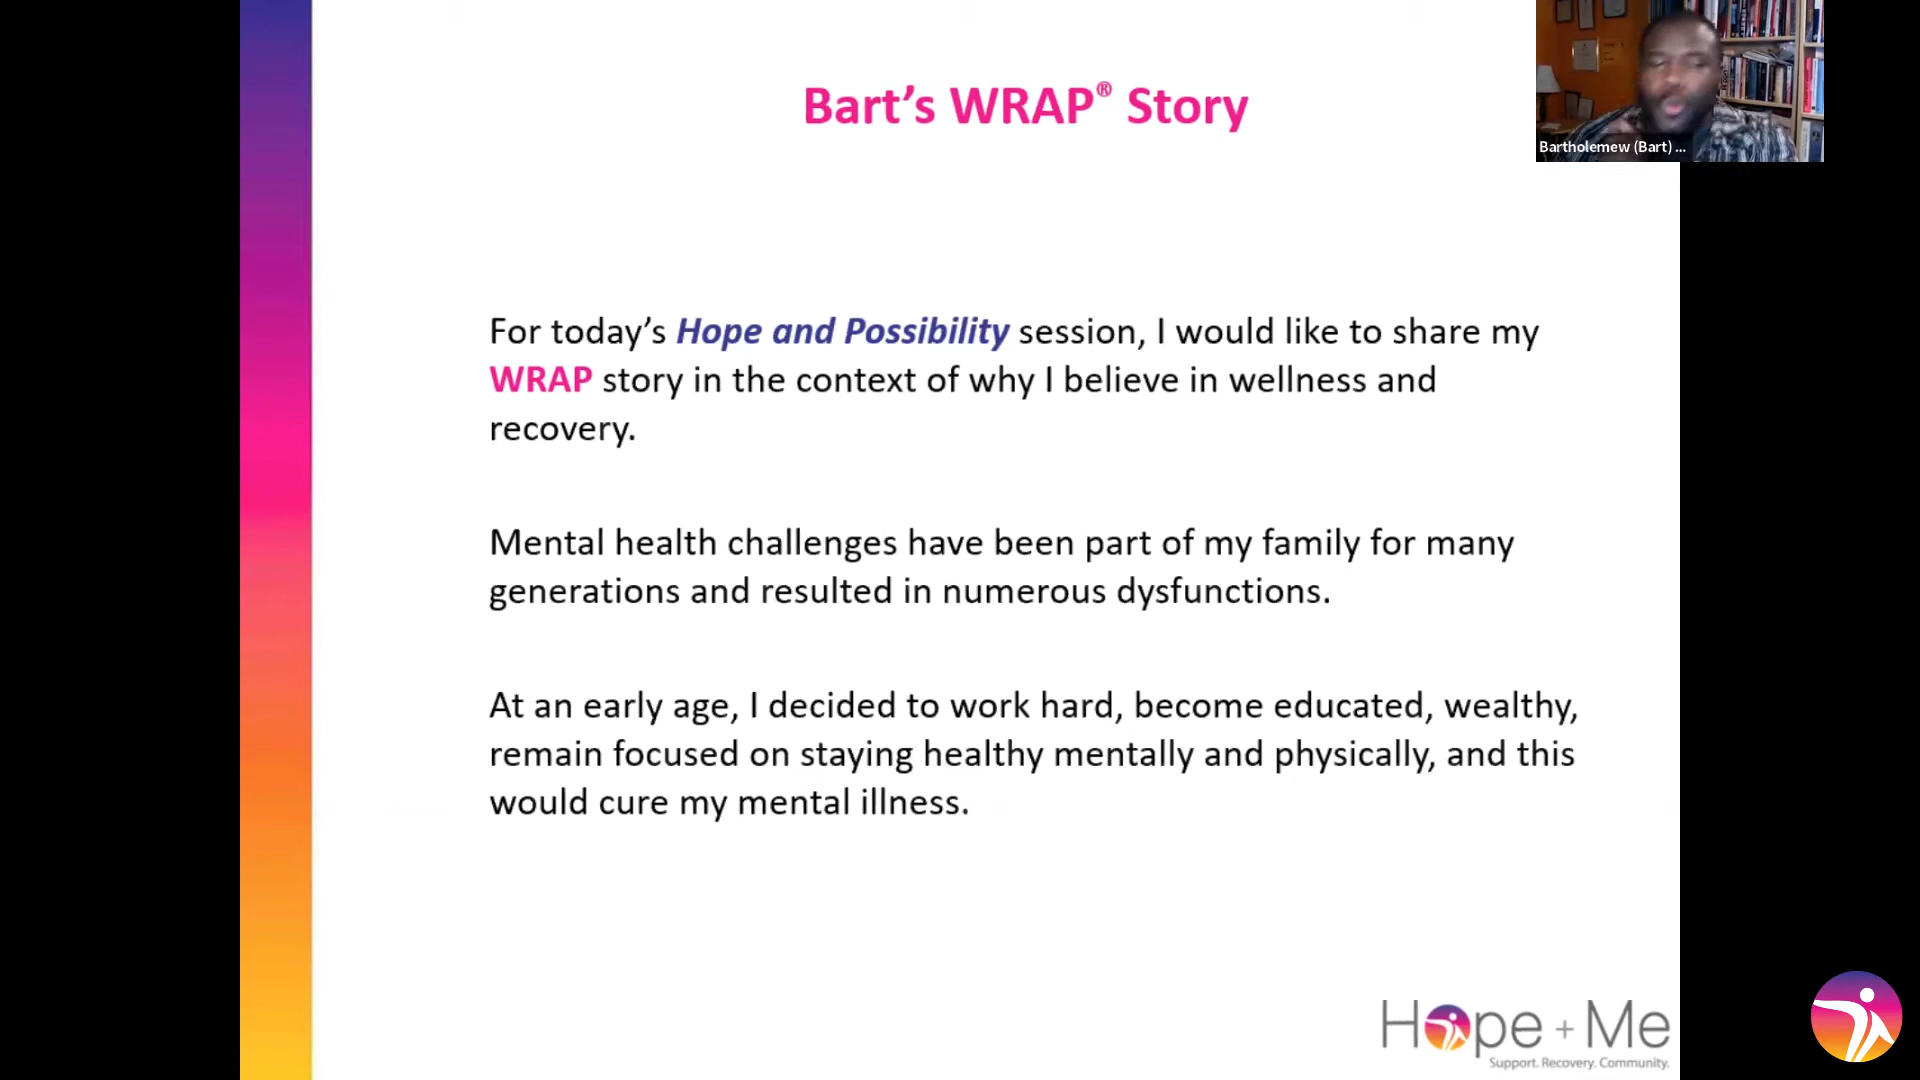 Bart’s WRAP® Story
Bartholemew (Bart) ...
For today’s Hope and Possibility session, I would like to share my
WRAP story in the context of why I believe in wellness and
recovery.
Mental health challenges have been part of my family for many
generations and resulted in numerous dysfunctions.
At an early age, I decided to work hard, become educated, wealthy,
remain focused on staying healthy mentally and physically, and this
would cure my mental illness.
Hope + Me
Support. Recovery. Community.